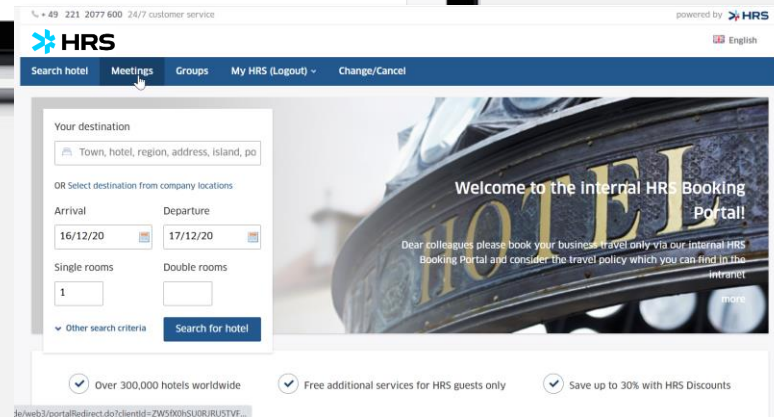 + 49 221 2077 600 24/7 customer service
powered by HRS
HRS
English
Search hotel Meetings Groups My HRS (Logout) Change/Cancel
Your destination
Town, hotel, region, address, island, po
OR Select destination from company locations
Arrival Departure
16/12/20 17/12/20
Single rooms Double rooms
1
Other search criteria Search for hotel
HOTEL
Welcome to the internal HRS Booking
Portal!
Dear colleagues please book your business travel only via our internal HRS
Booking Portal and consider the travel policy which you can find in the
intranet
more
Over 300,000 hotels worldwide Free additional services for HRS guests only Save up to 30% with HRS Discounts